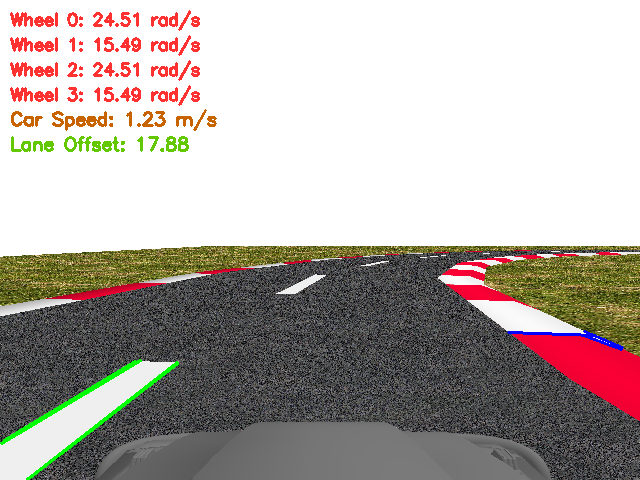 Wheel 0: 24.51 rad/s
Wheel 1: 15.49 rad/s
Wheel 2: 24.51 rad/s
Wheel 3: 15.49 rad/s
Car Speed: 1.23 m/s
Lane Offset: 17.88